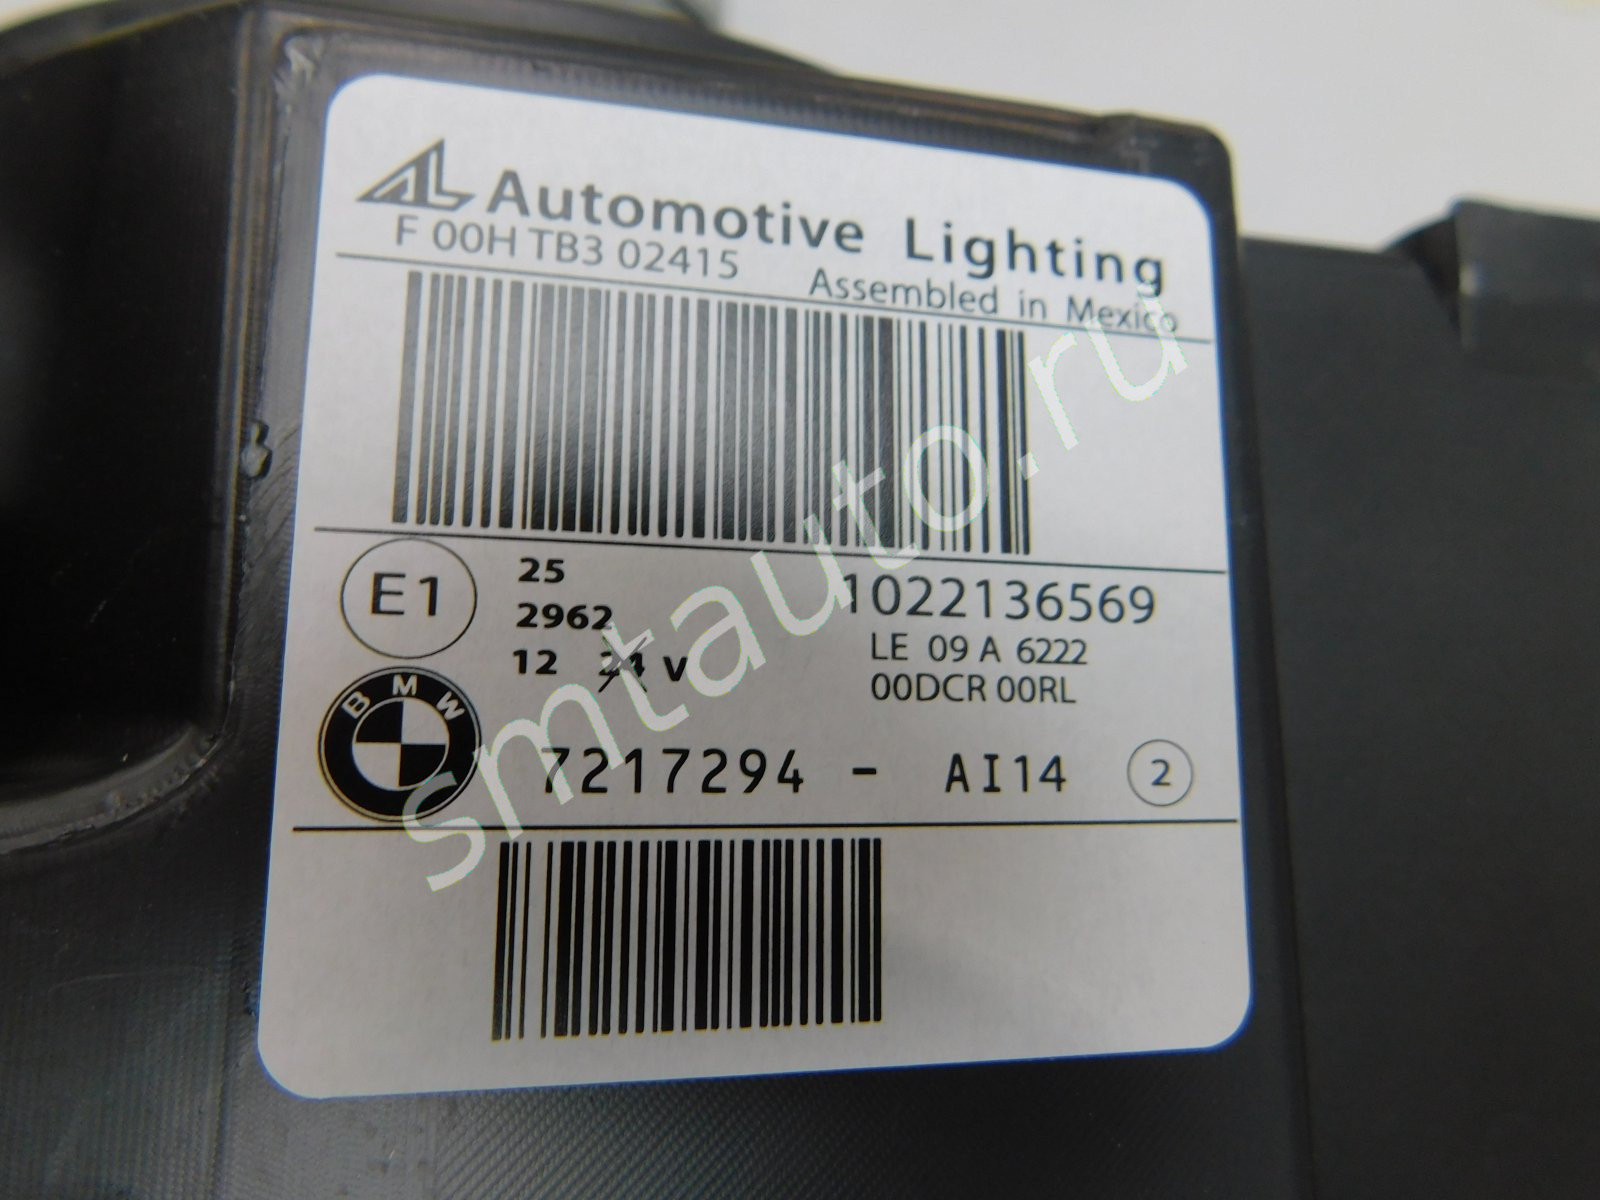 AL Automotive Lighting
F 00H TB3 02415
Assembled in Mexico
E1
25
2962
12 24 V
1022136569
LE 09 A 6222
00DCR 00RL
BMW
7217294 - AI14 2
smtauto.ru